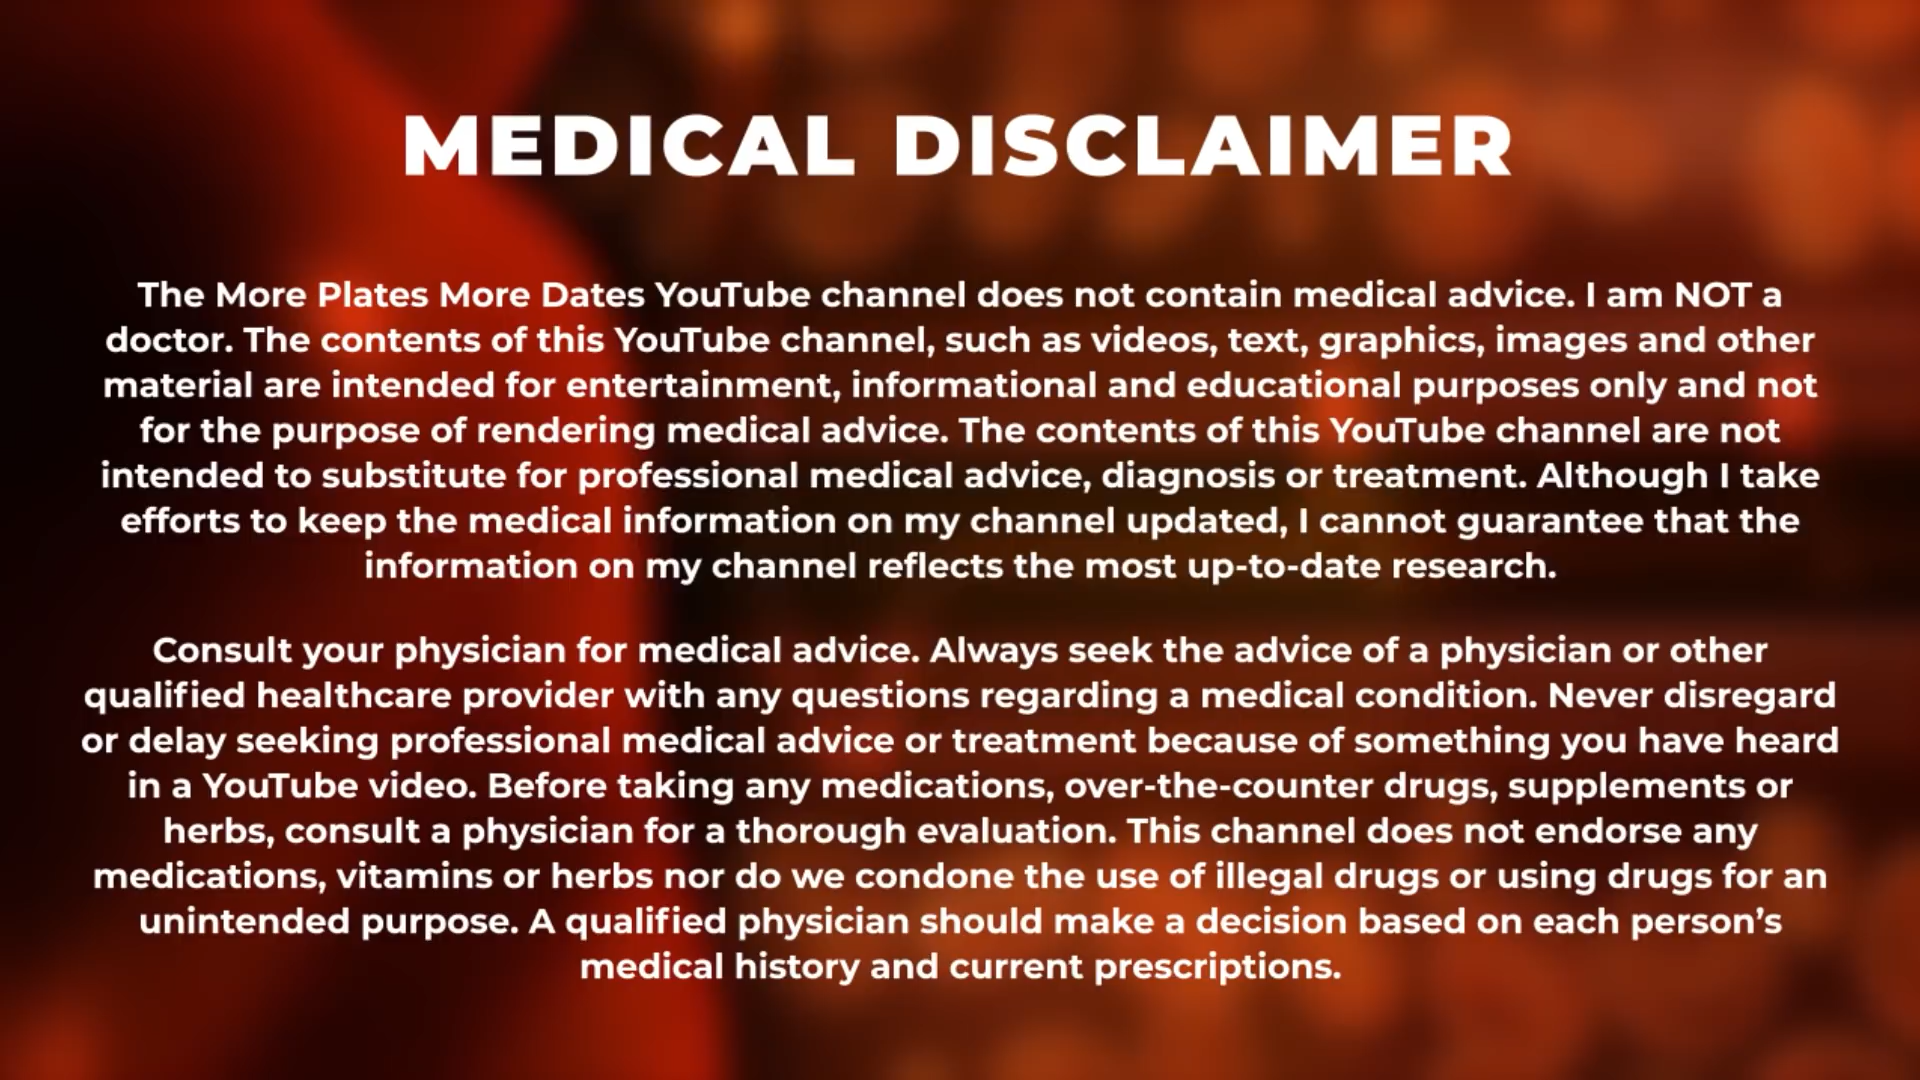 MEDICAL DISCLAIMER
The More Plates More Dates YouTube channel does not contain medical advice. I am NOT a
doctor. The contents of this YouTube channel, such as videos, text, graphics, images and other
material are intended for entertainment, informational and educational purposes only and not
for the purpose of rendering medical advice. The contents of this YouTube channel are not
intended to substitute for professional medical advice, diagnosis or treatment. Although I take
efforts to keep the medical information on my channel updated, I cannot guarantee that the
information on my channel reflects the most up-to-date research.
Consult your physician for medical advice. Always seek the advice of a physician or other
qualified healthcare provider with any questions regarding a medical condition. Never disregard
or delay seeking professional medical advice or treatment because of something you have heard
in a YouTube video. Before taking any medications, over-the-counter drugs, supplements or
herbs, consult a physician for a thorough evaluation. This channel does not endorse any
medications, vitamins or herbs nor do we condone the use of illegal drugs or using drugs for an
unintended purpose. A qualified physician should make a decision based on each person’s
medical history and current prescriptions.